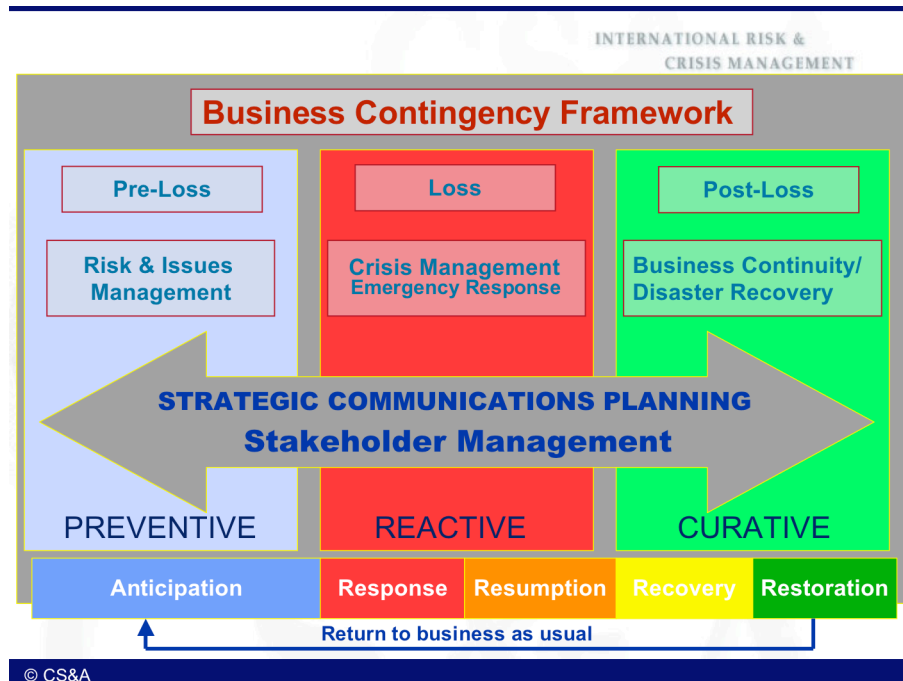 INTERNATIONAL RISK &
CRISIS MANAGEMENT
Business Contingency Framework
Pre-Loss
Loss
Post-Loss
Risk & Issues
Management
Crisis Management
Emergency Response
Business Continuity/
Disaster Recovery
STRATEGIC COMMUNICATIONS PLANNING
Stakeholder Management
PREVENTIVE
REACTIVE
CURATIVE
Anticipation
Response
Resumption
Recovery
Restoration
Return to business as usual
© CS&A